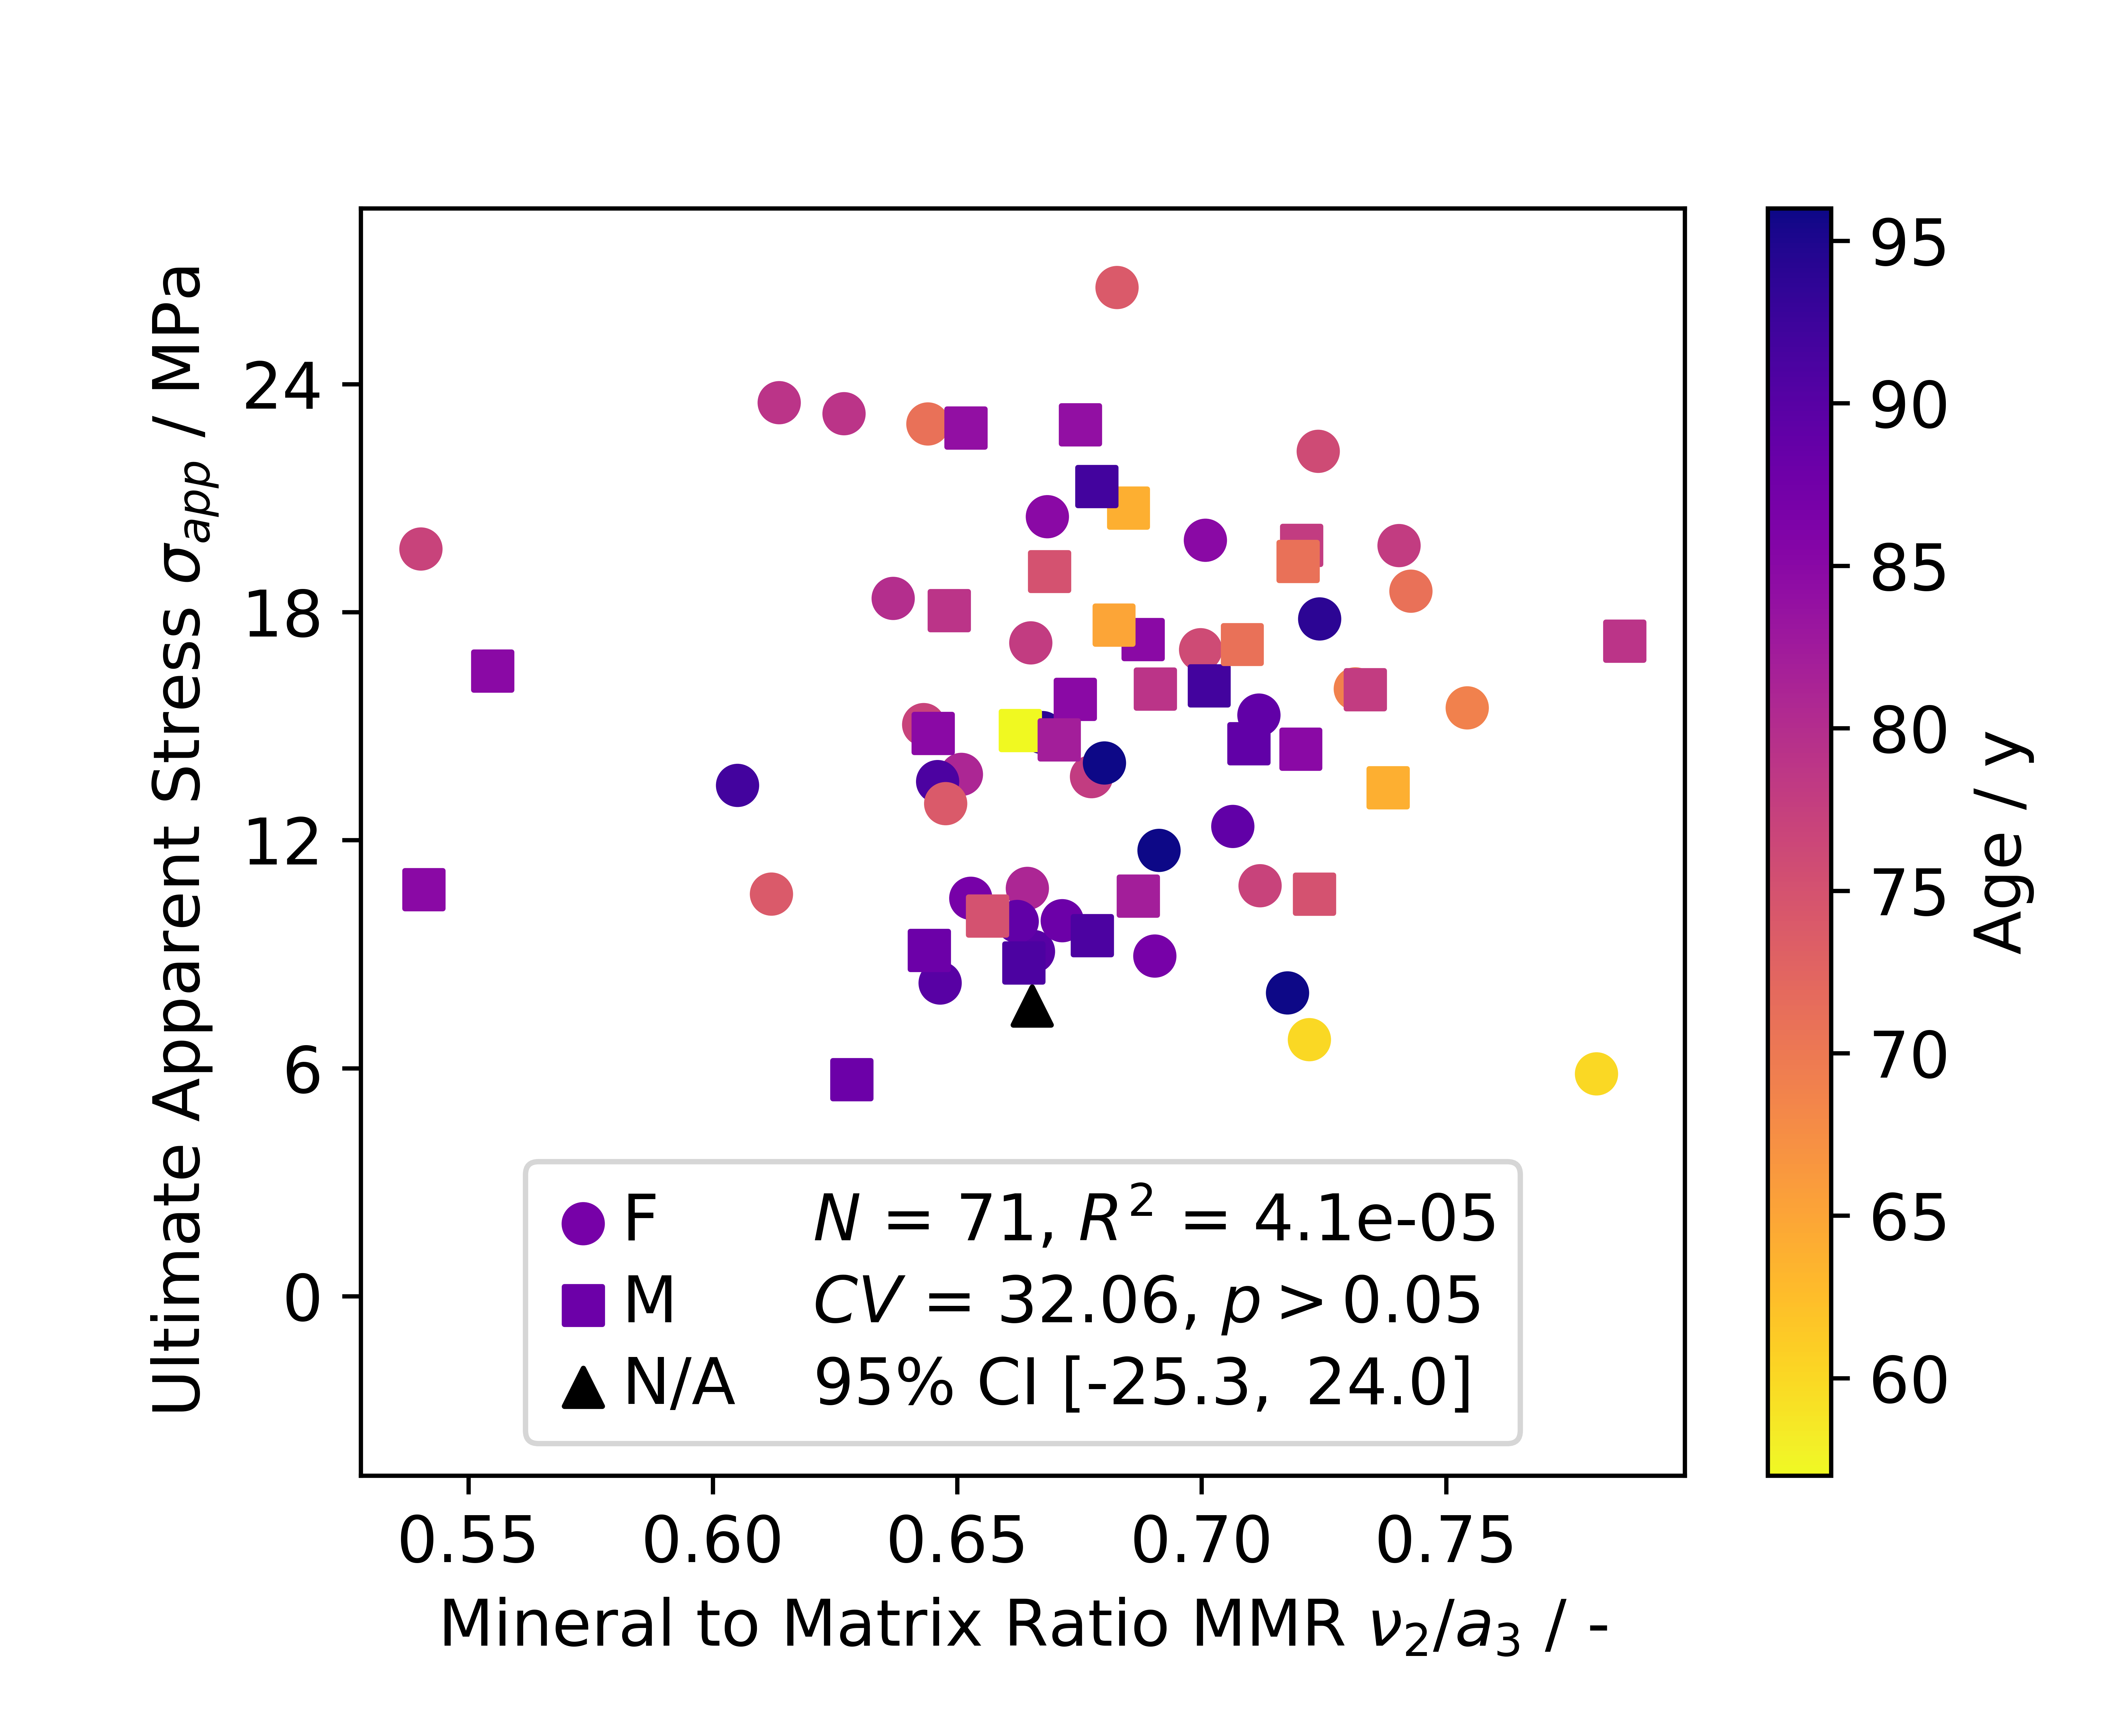 Ultimate Apparent Stress σapp / MPa
24
18
12
6
0
F
M
N/A
N = 71, R² = 4.1e-05
CV = 32.06, p > 0.05
95% CI [-25.3, 24.0]
0.55 0.60 0.65 0.70 0.75
Mineral to Matrix Ratio MMR ν₂/a₃ / -
95
90
85
80
75
70
65
60
Age / y